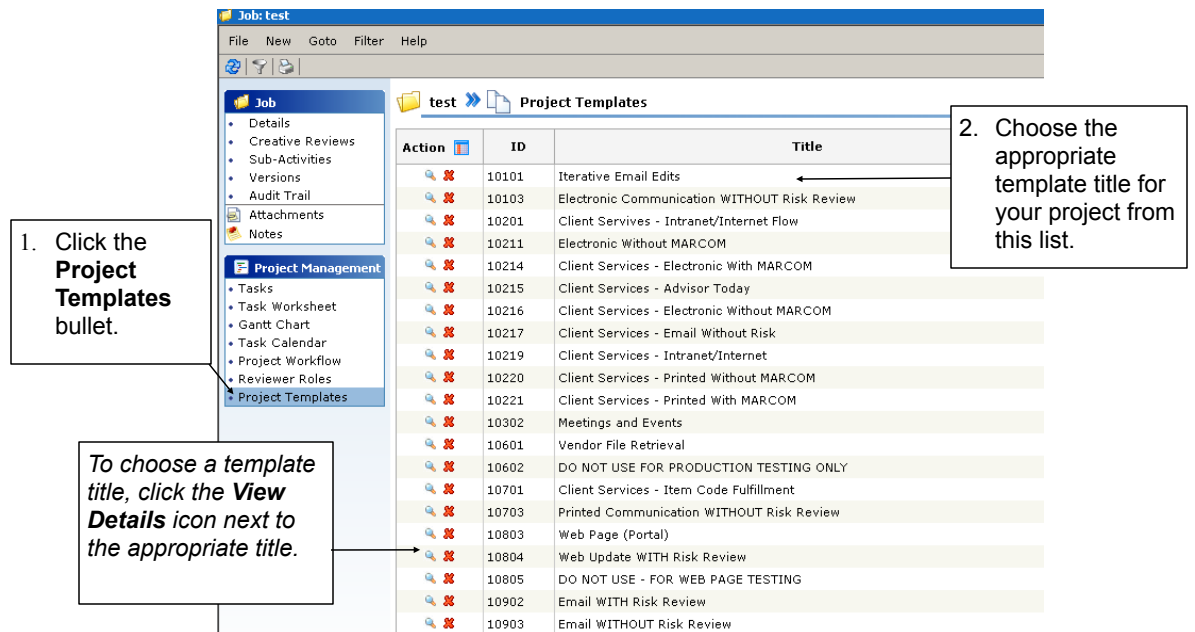 Job: test
File New Goto Filter Help
Job
Details
Creative Reviews
Sub-Activities
Versions
Audit Trail
Attachments
Notes
Project Management
Tasks
Task Worksheet
Gantt Chart
Task Calendar
Project Workflow
Reviewer Roles
Project Templates
1. Click the
Project
Templates
bullet.
To choose a template
title, click the View
Details icon next to
the appropriate title.
test » Project Templates
Action ID Title
10101 Iterative Email Edits
10103 Electronic Communication WITHOUT Risk Review
10201 Client Servives - Intranet/Internet Flow
10211 Electronic Without MARCOM
10214 Client Services - Electronic With MARCOM
10215 Client Services - Advisor Today
10216 Client Services - Electronic Without MARCOM
10217 Client Services - Email Without Risk
10219 Client Services - Intranet/Internet
10220 Client Services - Printed Without MARCOM
10221 Client Services - Printed With MARCOM
10302 Meetings and Events
10601 Vendor File Retrieval
10602 DO NOT USE FOR PRODUCTION TESTING ONLY
10701 Client Services - Item Code Fulfillment
10703 Printed Communication WITHOUT Risk Review
10803 Web Page (Portal)
10804 Web Update WITH Risk Review
10805 DO NOT USE - FOR WEB PAGE TESTING
10902 Email WITH Risk Review
10903 Email WITHOUT Risk Review
2. Choose the
appropriate
template title for
your project from
this list.